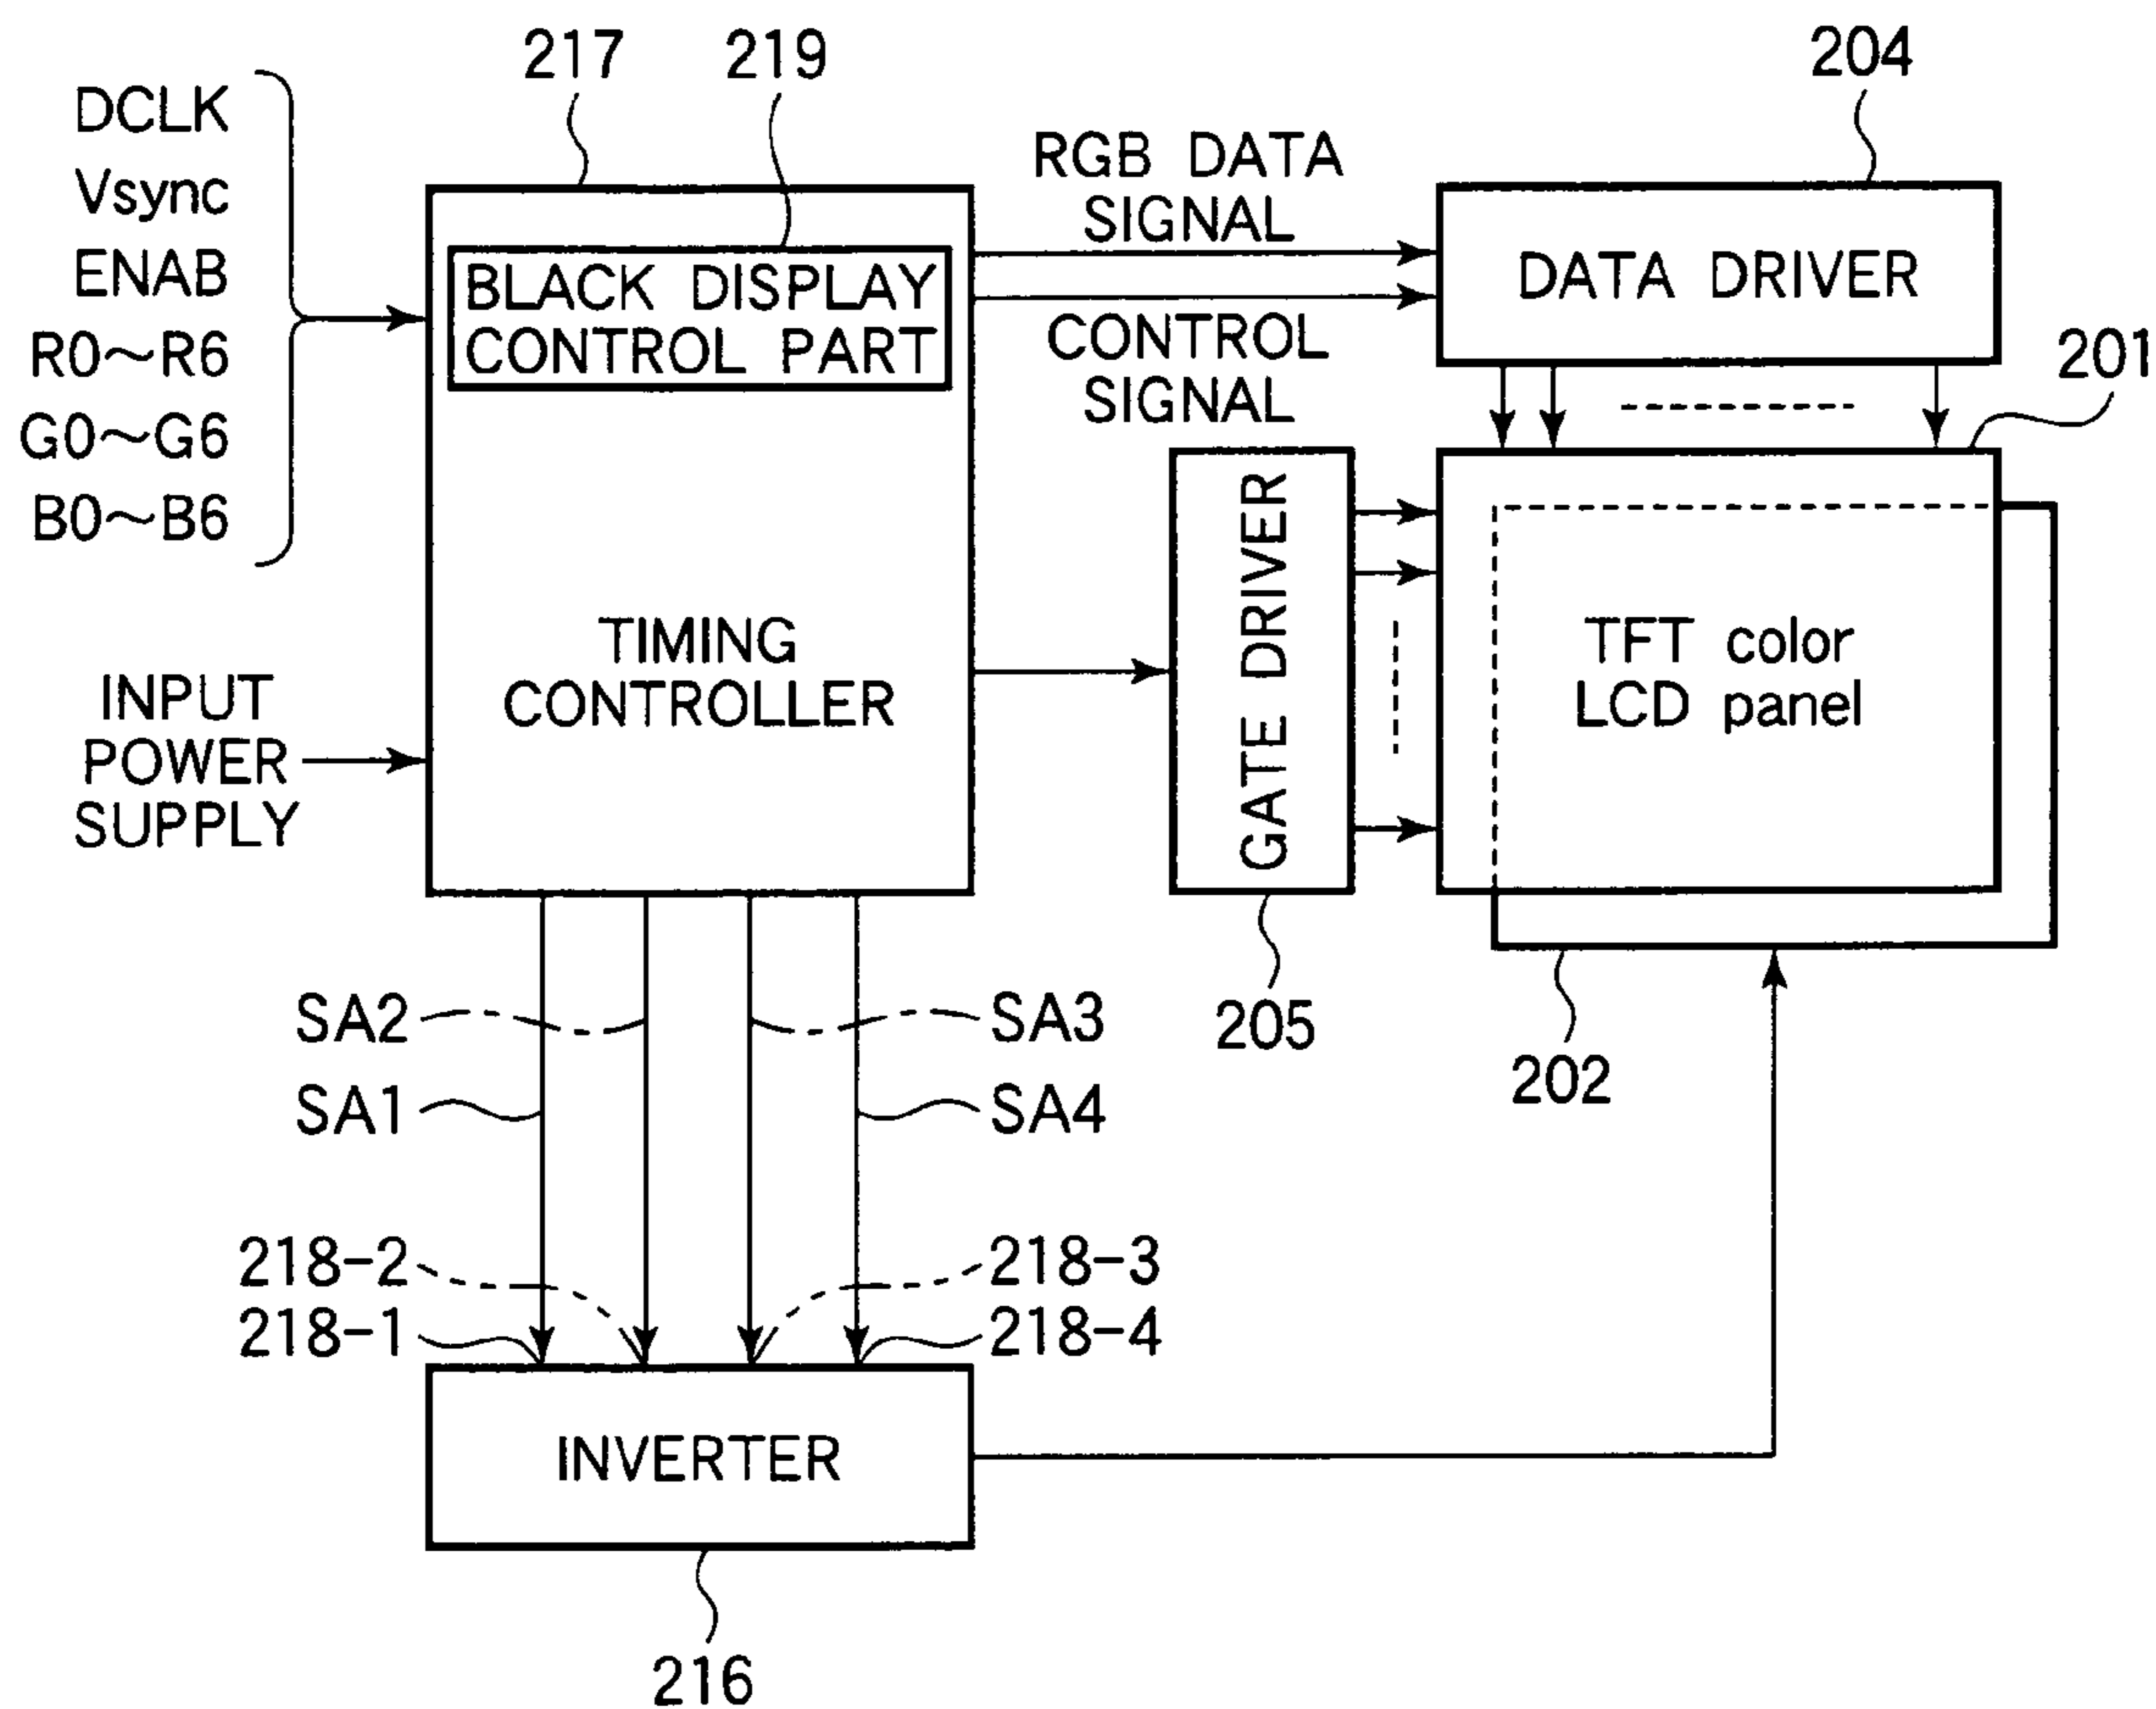 217
219
204
DCLK
Vsync
ENAB
R0～R6
G0～G6
B0～B6
RGB DATA
SIGNAL
CONTROL
SIGNAL
BLACK DISPLAY
CONTROL PART
DATA DRIVER
201
INPUT
POWER
SUPPLY
TIMING
CONTROLLER
GATE DRIVER
TFT color
LCD panel
205
202
SA2
SA1
SA3
SA4
218-2
218-1
218-3
218-4
INVERTER
216